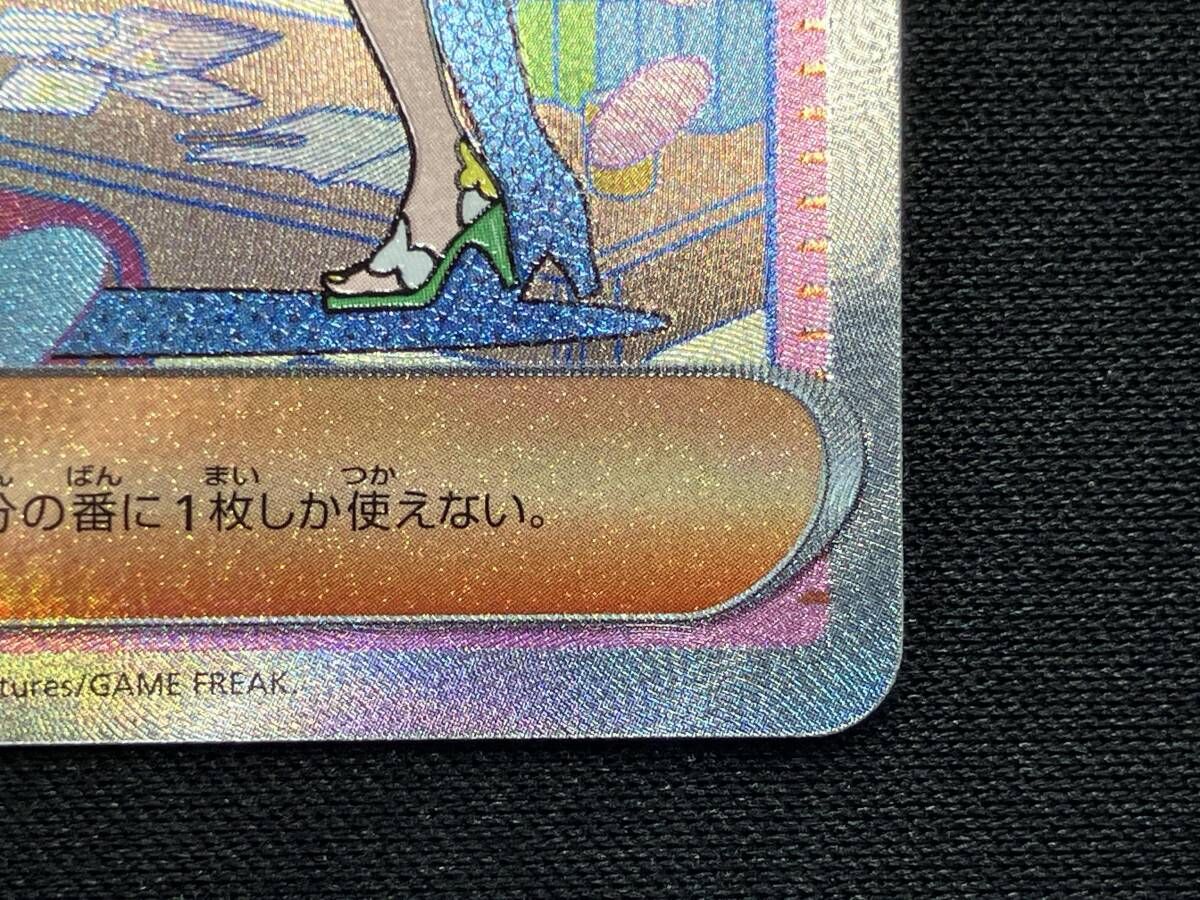 ん ばん まい つか
分の番に1枚しか使えない。
tures/GAME FREAK.